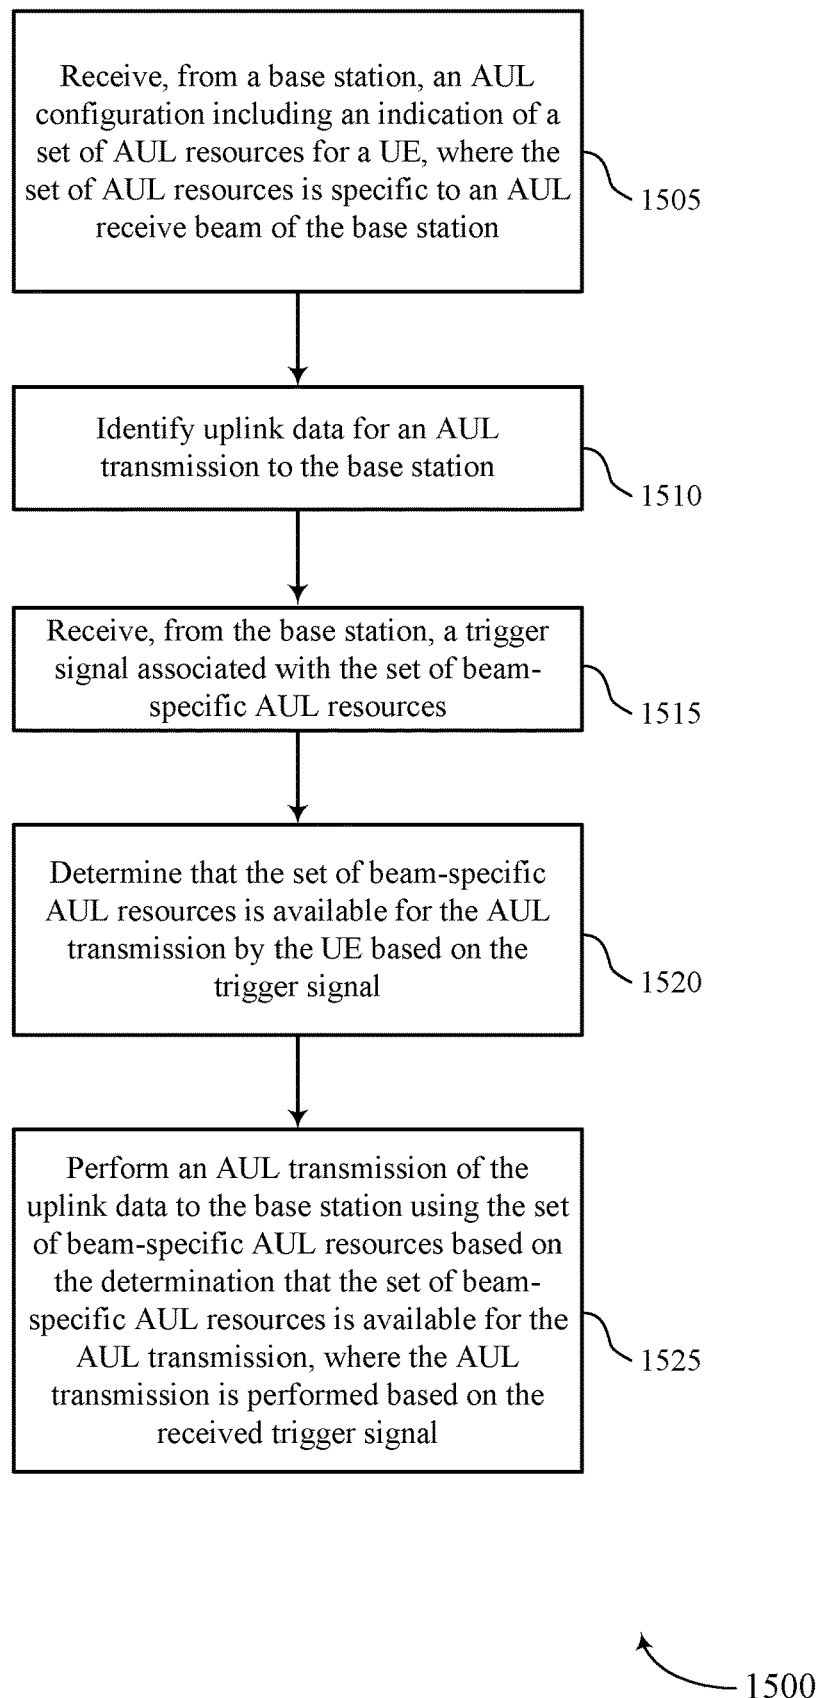 Receive, from a base station, an AUL
configuration including an indication of a
set of AUL resources for a UE, where the
set of AUL resources is specific to an AUL
receive beam of the base station
1505
Identify uplink data for an AUL
transmission to the base station
1510
Receive, from the base station, a trigger
signal associated with the set of beam-
specific AUL resources
1515
Determine that the set of beam-specific
AUL resources is available for the AUL
transmission by the UE based on the
trigger signal
1520
Perform an AUL transmission of the
uplink data to the base station using the set
of beam-specific AUL resources based on
the determination that the set of beam-
specific AUL resources is available for the
AUL transmission, where the AUL
transmission is performed based on the
received trigger signal
1525
1500